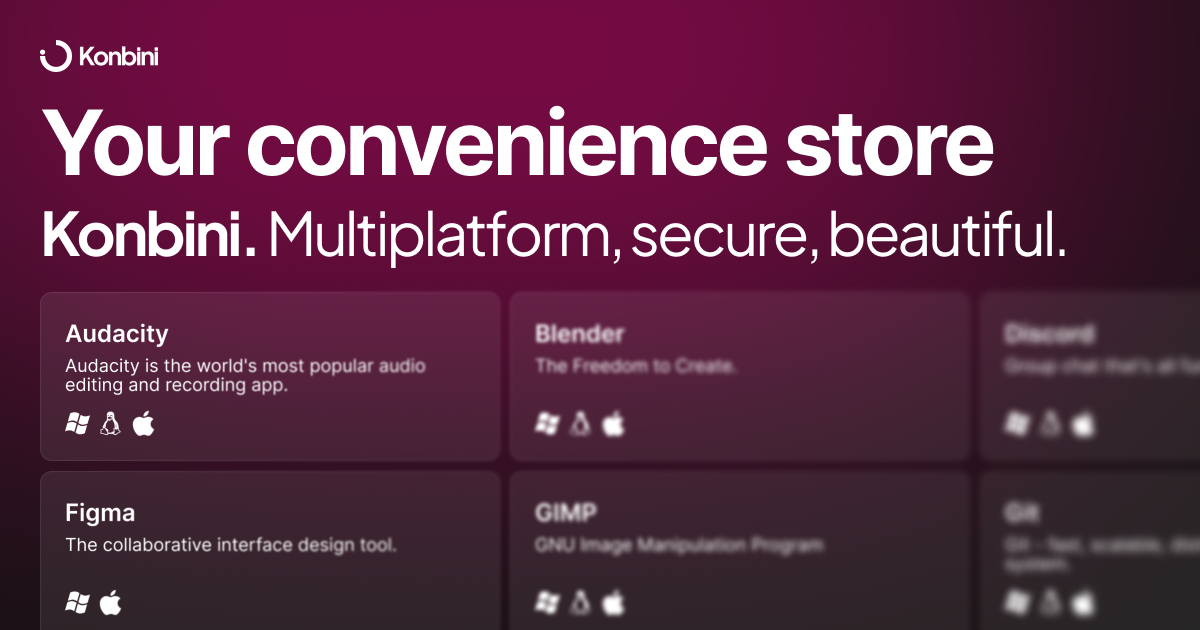 Konbini
Your convenience store
Konbini. Multiplatform, secure, beautiful.
Audacity
Audacity is the world's most popular audio
editing and recording app.
Blender
The Freedom to Create.
Discord
Group chat that's all
Figma
The collaborative interface design tool.
GIMP
GNU Image Manipulation Program
Git
Git - fast, scalable,
system.